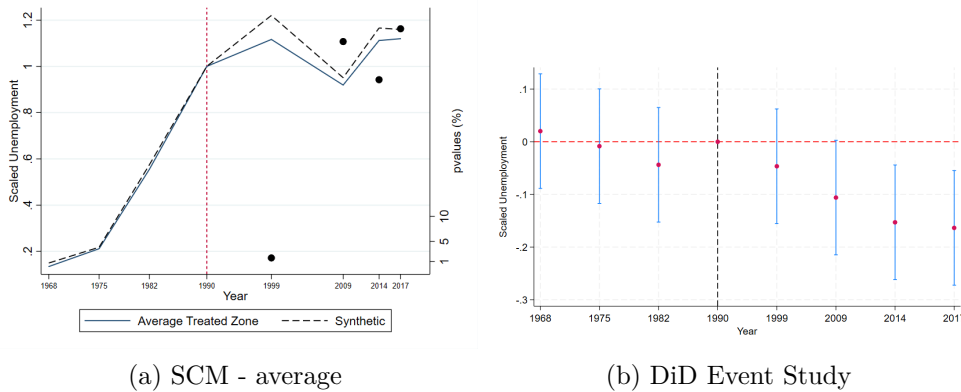 1.2
1
.8
.6
.4
.2
Scaled Unemployment
10
5
1
pvalues (%)
1968 1975 1982 1990 1999 2009 2014 2017
Year
Average Treated Zone Synthetic
(a) SCM - average
.1
0
-.1
-.2
-.3
Scaled Unemployment
1968 1975 1982 1990 1999 2009 2014 2017
Year
(b) DiD Event Study